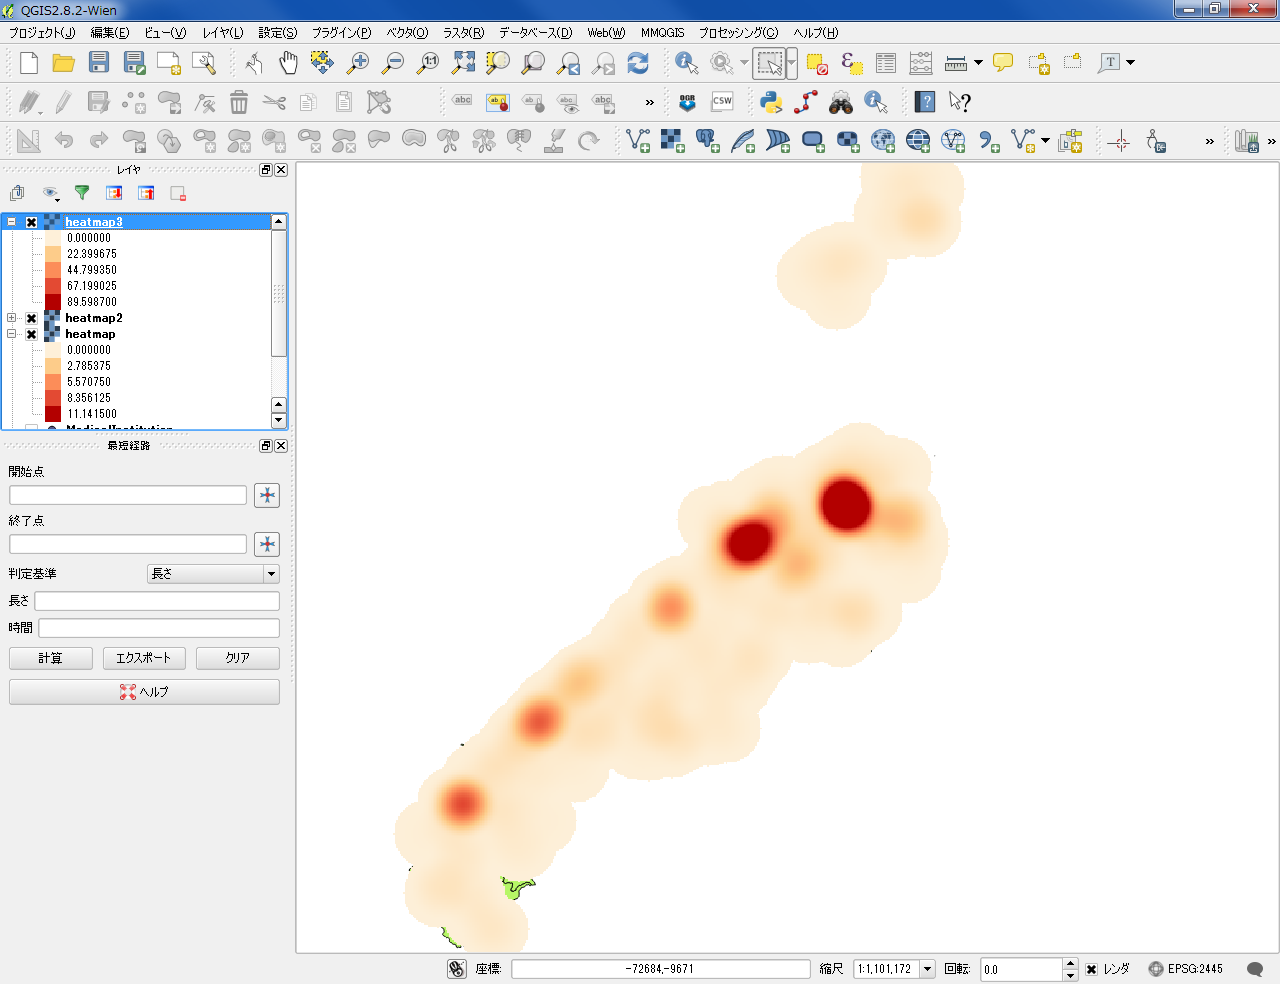 QGIS2.8.2-Wien
プロジェクト(J) 編集(E) ビュー(V) レイヤ(L) 設定(S) プラグイン(P) ベクタ(O) ラスタ(R) データベース(D) Web(W) MMQGIS プロセッシング(C) ヘルプ(H)
レイヤ
heatmap3
0.000000
22.399675
44.799350
67.199025
89.598700
heatmap2
heatmap
0.000000
2.785375
5.570750
8.356125
11.141500
MedicalInstitution
最短経路
開始点
終了点
判定基準 長さ
長さ
時間
計算 エクスポート クリア
ヘルプ
座標: -72684,-9671 縮尺 1:1,101,172 回転: 0.0 レンダ EPSG:2445